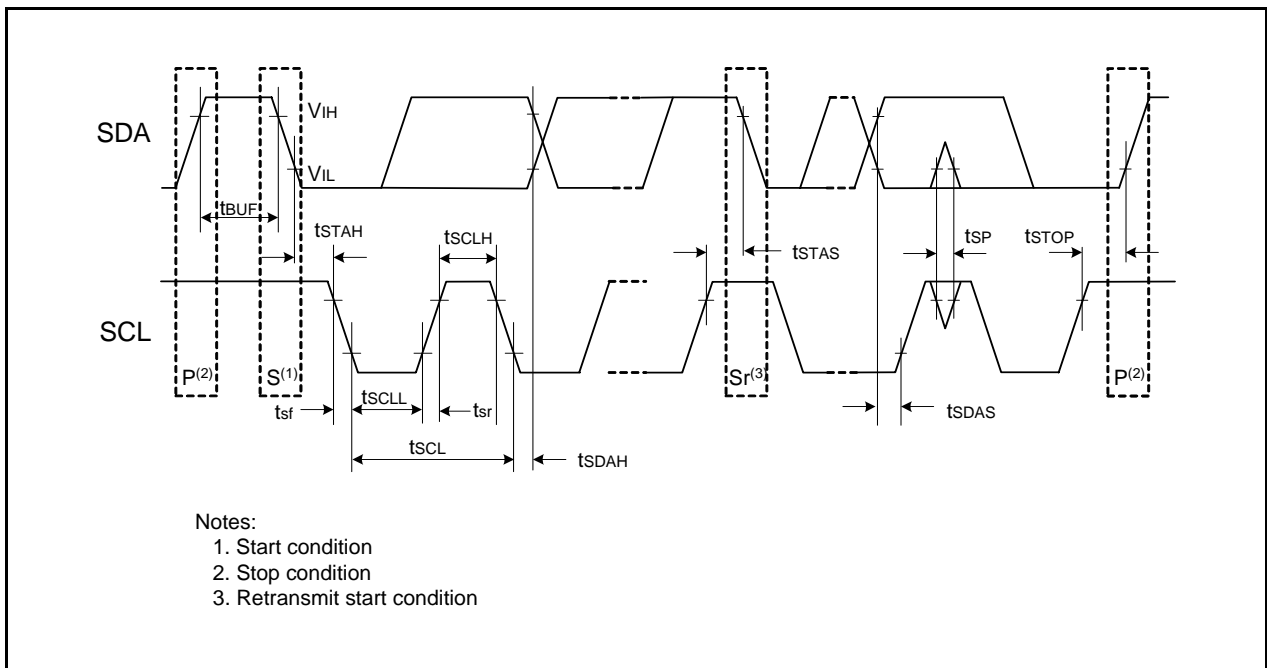 SDA
VIH
VIL
tBUF
tSTAH
tSCLH
tSTAS
tSP
tSTOP
SCL
P(2)
S(1)
Sr(3)
P(2)
tsf
tSCLL
tsr
tSDAS
tSCL
tSDAH
Notes:
1. Start condition
2. Stop condition
3. Retransmit start condition